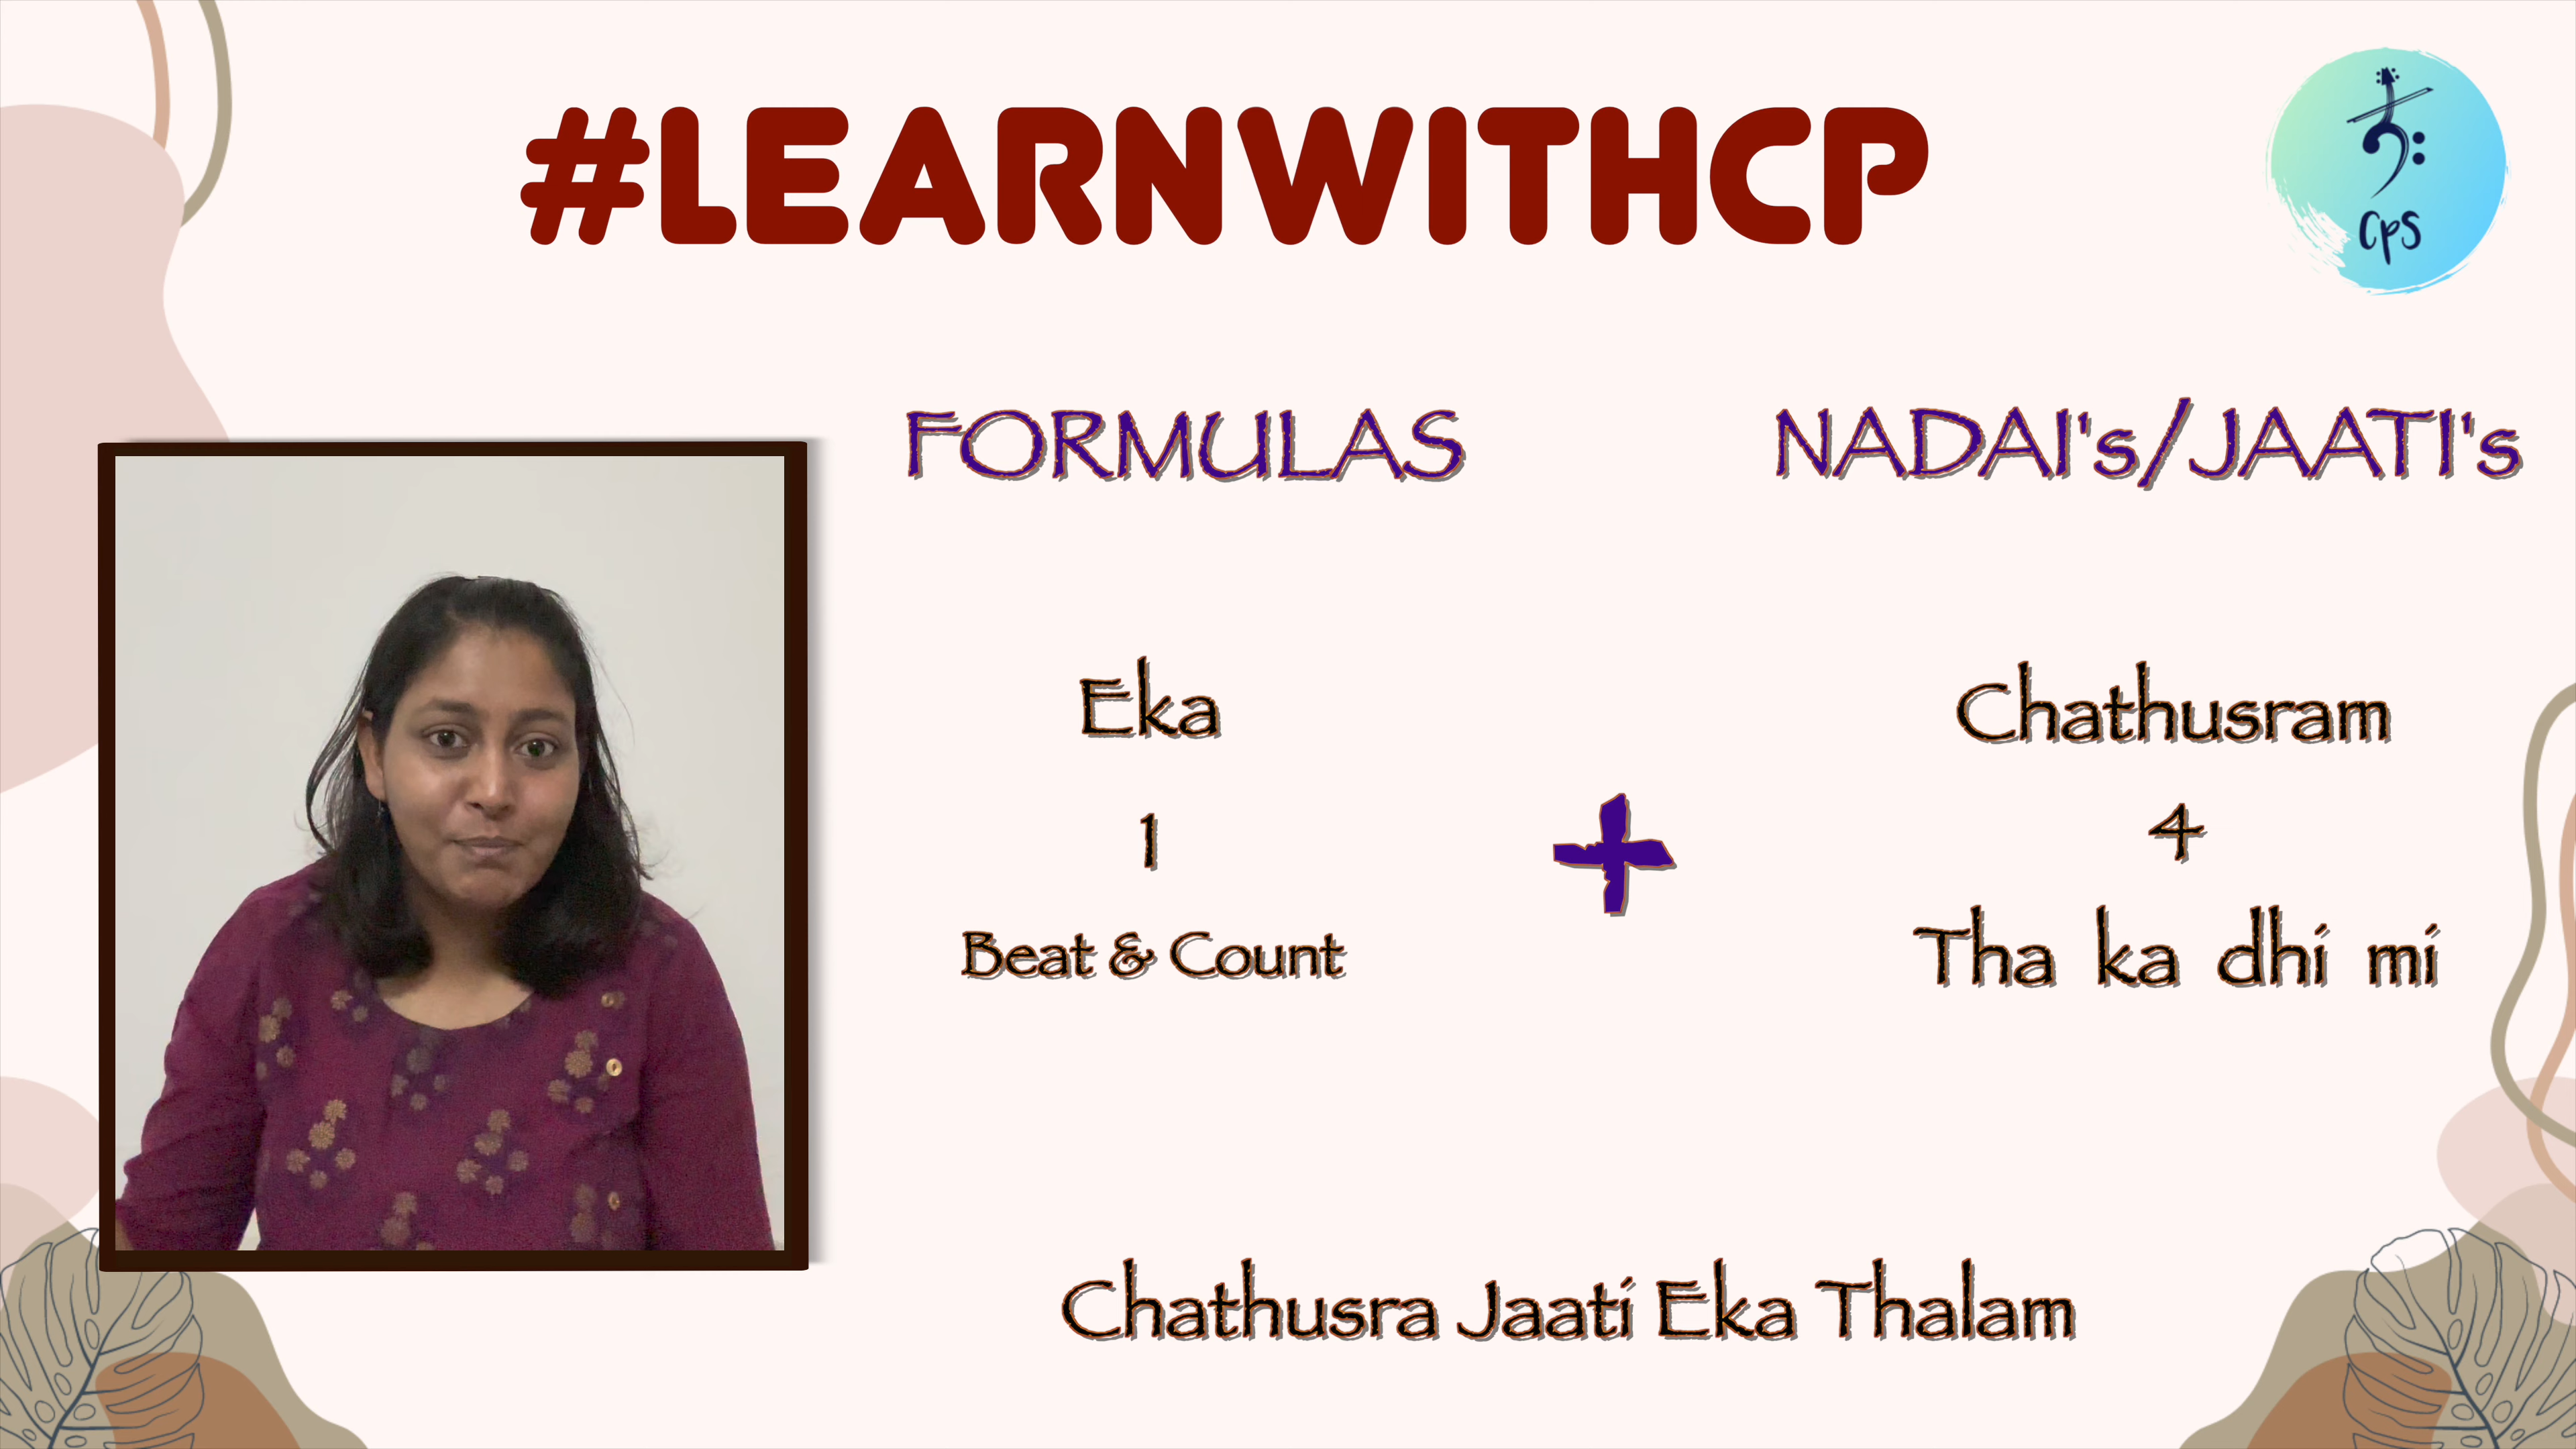 #LEARNWITHCP
CPS
FORMULAS
NADAI's/JAATI's
Eka
Chathusram
1
+
4
Beat & Count
Tha ka dhi mi
Chathusra Jaati Eka Thalam